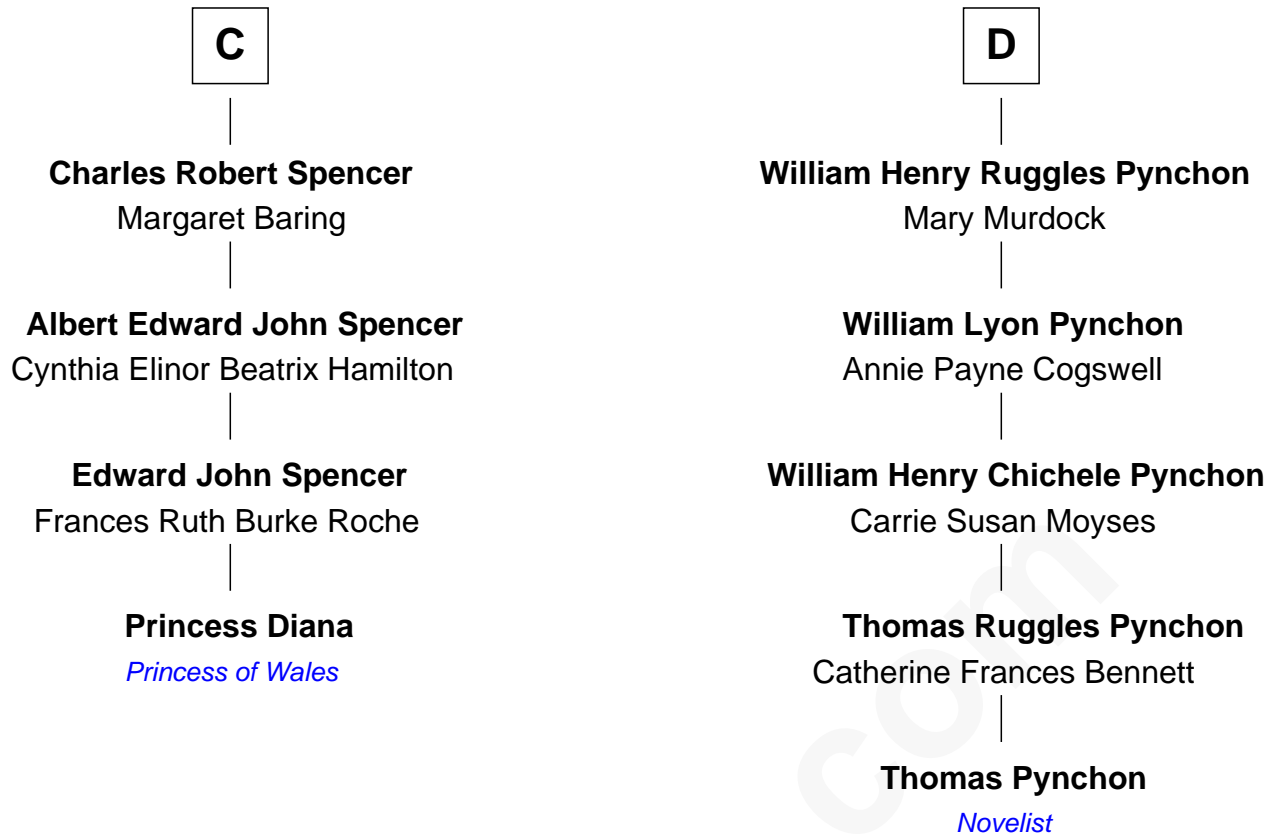 C
Charles Robert Spencer
Margaret Baring
Albert Edward John Spencer
Cynthia Elinor Beatrix Hamilton
Edward John Spencer
Frances Ruth Burke Roche
Princess Diana
Princess of Wales
D
William Henry Ruggles Pynchon
Mary Murdock
William Lyon Pynchon
Annie Payne Cogswell
William Henry Chichele Pynchon
Carrie Susan Moyses
Thomas Ruggles Pynchon
Catherine Frances Bennett
Thomas Pynchon
Novelist
com